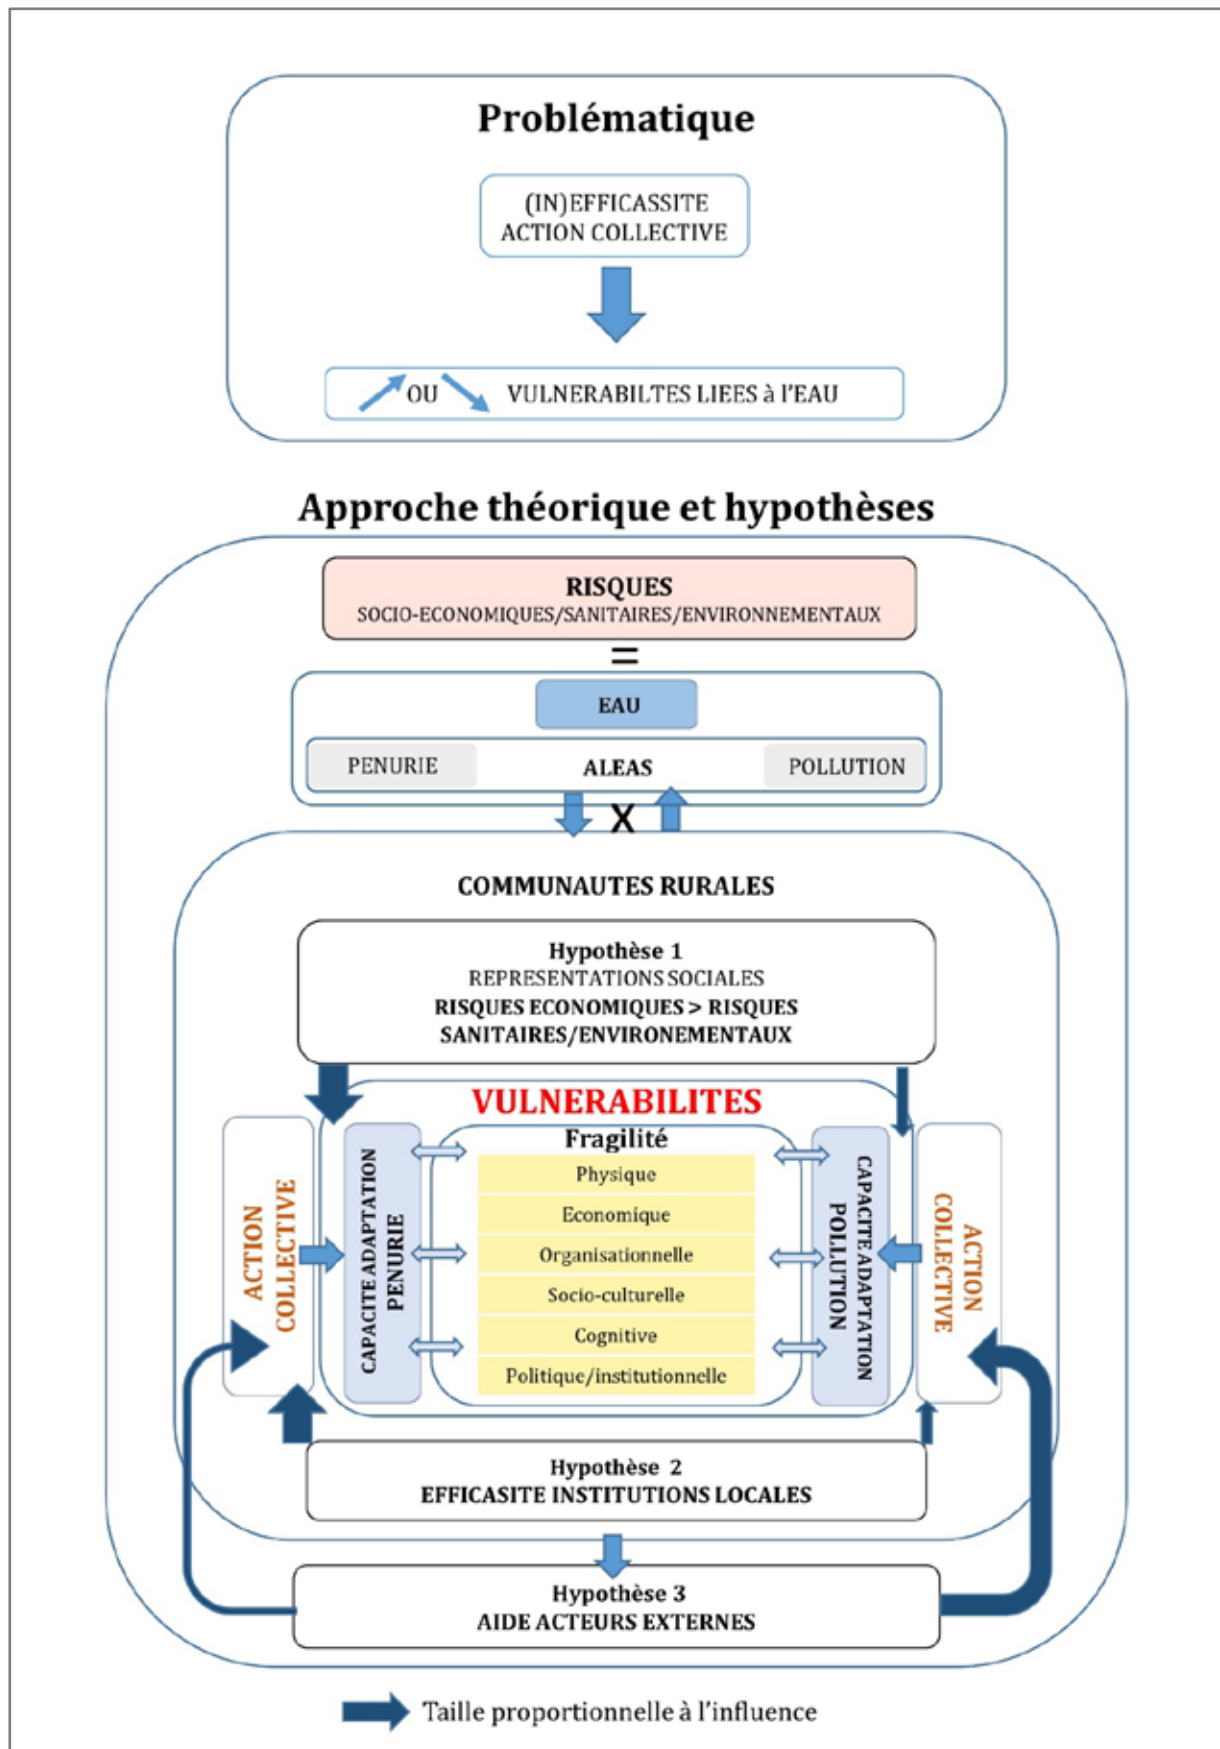 Problématique
(IN)EFFICASSITE
ACTION COLLECTIVE
OU VULNERABILTES LIEES à l'EAU
Approche théorique et hypothèses
RISQUES
SOCIO-ECONOMIQUES/SANITAIRES/ENVIRONNEMENTAUX
=
EAU
PENURIE ALEAS POLLUTION
X
COMMUNAUTES RURALES
Hypothèse 1
REPRESENTATIONS SOCIALES
RISQUES ECONOMIQUES > RISQUES
SANITAIRES/ENVIRONEMENTAUX
VULNERABILITES
ACTION
COLLECTIVE
CAPACITE ADAPTATION
PENURIE
Fragilité
Physique
Economique
Organisationnelle
Socio-culturelle
Cognitive
Politique/institutionnelle
CAPACITE ADAPTATION
POLLUTION
ACTION
COLLECTIVE
Hypothèse 2
EFFICASITE INSTITUTIONS LOCALES
Hypothèse 3
AIDE ACTEURS EXTERNES
Taille proportionnelle à l'influence